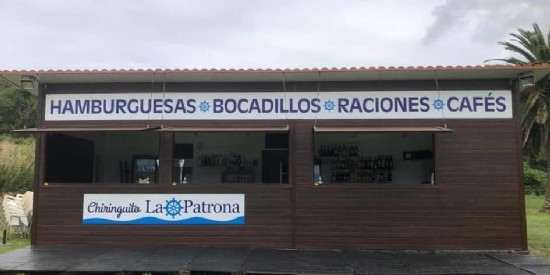 HAMBURGUESAS BOCADILLOS RACIONES CAFÉS
Chiringuito La Patrona